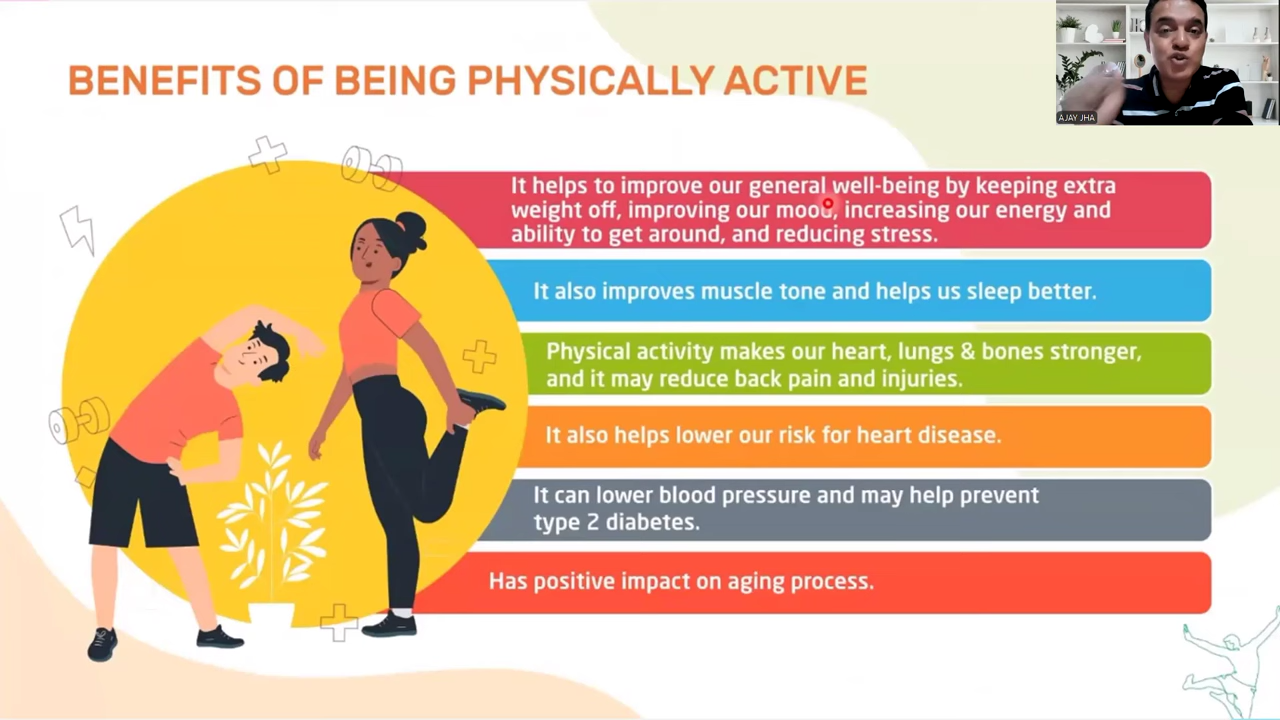 BENEFITS OF BEING PHYSICALLY ACTIVE
AJAY JHA
It helps to improve our general well-being by keeping extra
weight off, improving our mood, increasing our energy and
ability to get around, and reducing stress.
It also improves muscle tone and helps us sleep better.
Physical activity makes our heart, lungs & bones stronger,
and it may reduce back pain and injuries.
It also helps lower our risk for heart disease.
It can lower blood pressure and may help prevent
type 2 diabetes.
Has positive impact on aging process.